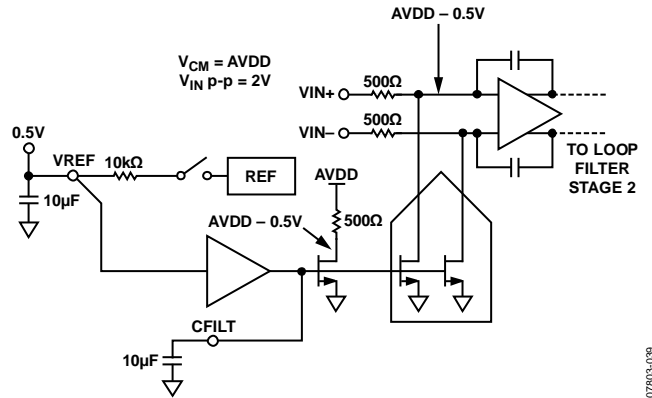 AVDD – 0.5V
VCM = AVDD
VIN p-p = 2V
VIN+
500Ω
VIN–
500Ω
TO LOOP
FILTER
STAGE 2
0.5V
VREF
10kΩ
REF
10µF
AVDD
500Ω
AVDD – 0.5V
CFILT
10µF
07803-039